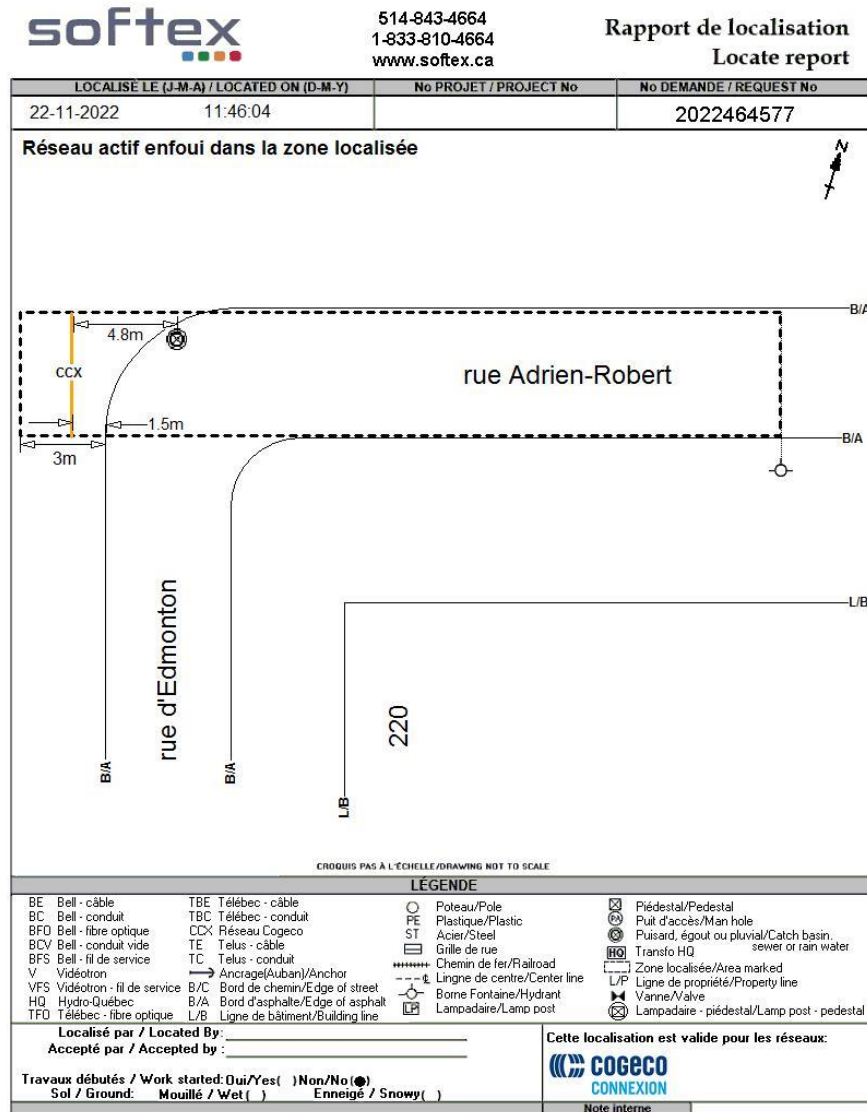 softex
514-843-4664
1-833-810-4664
www.softex.ca
Rapport de localisation
Locate report
LOCALISÉ LE (J-M-A) / LOCATED ON (D-M-Y)
No PROJET / PROJECT No
No DEMANDE / REQUEST No
22-11-2022 11:46:04
2022464577
Réseau actif enfoui dans la zone localisée
N
B/A
4.8m
CCX
rue Adrien-Robert
1.5m
B/A
3m
L/B
rue d'Edmonton
220
B/A
B/A
L/B
CROQUIS PAS À L'ÉCHELLE/DRAWING NOT TO SCALE
LÉGENDE
BE Bell - câble
BC Bell - conduit
BFO Bell - fibre optique
BCV Bell - conduit vide
BFS Bell - fil de service
V Vidéotron
VFS Vidéotron - fil de service
HQ Hydro-Québec
TFO Télébec - fibre optique
TBE Télébec - câble
TBC Télébec - conduit
CCX Réseau Cogeco
TE Telus - câble
TC Telus - conduit
Ancrage(Auban)/Anchor
B/C Bord de chemin/Edge of street
B/A Bord d'asphalte/Edge of asphalt
L/B Ligne de bâtiment/Building line
Poteau/Pole
PE Plastique/Plastic
ST Acier/Steel
Grille de rue
Chemin de fer/Railroad
Lingne de centre/Center line
Borne Fontaine/Hydrant
LP Lampadaire/Lamp post
Piédestal/Pedestal
PA Puit d'accès/Man hole
Puisard, égout ou pluvial/Catch basin.
sewer or rain water
HQ Transfo HQ
Zone localisée/Area marked
L/P Ligne de propriété/Property line
Vanne/Valve
Lampadaire - piédestal/Lamp post - pedestal
Localisé par / Located By:
Accepté par / Accepted by :
Travaux débutés / Work started: Oui/Yes( ) Non/No(●)
Sol / Ground: Mouillé / Wet ( ) Enneigé / Snowy( )
Cette localisation est valide pour les réseaux:
COGECO
CONNEXION
Note interne